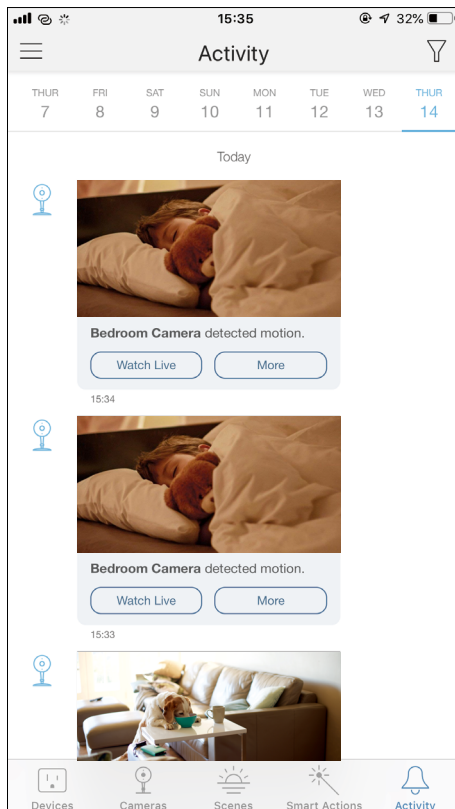 15:35
32%
Activity
THUR FRI SAT SUN MON TUE WED THUR
7 8 9 10 11 12 13 14
Today
Bedroom Camera detected motion.
Watch Live More
15:34
Bedroom Camera detected motion.
Watch Live More
15:33
Devices Cameras Scenes Smart Actions Activity